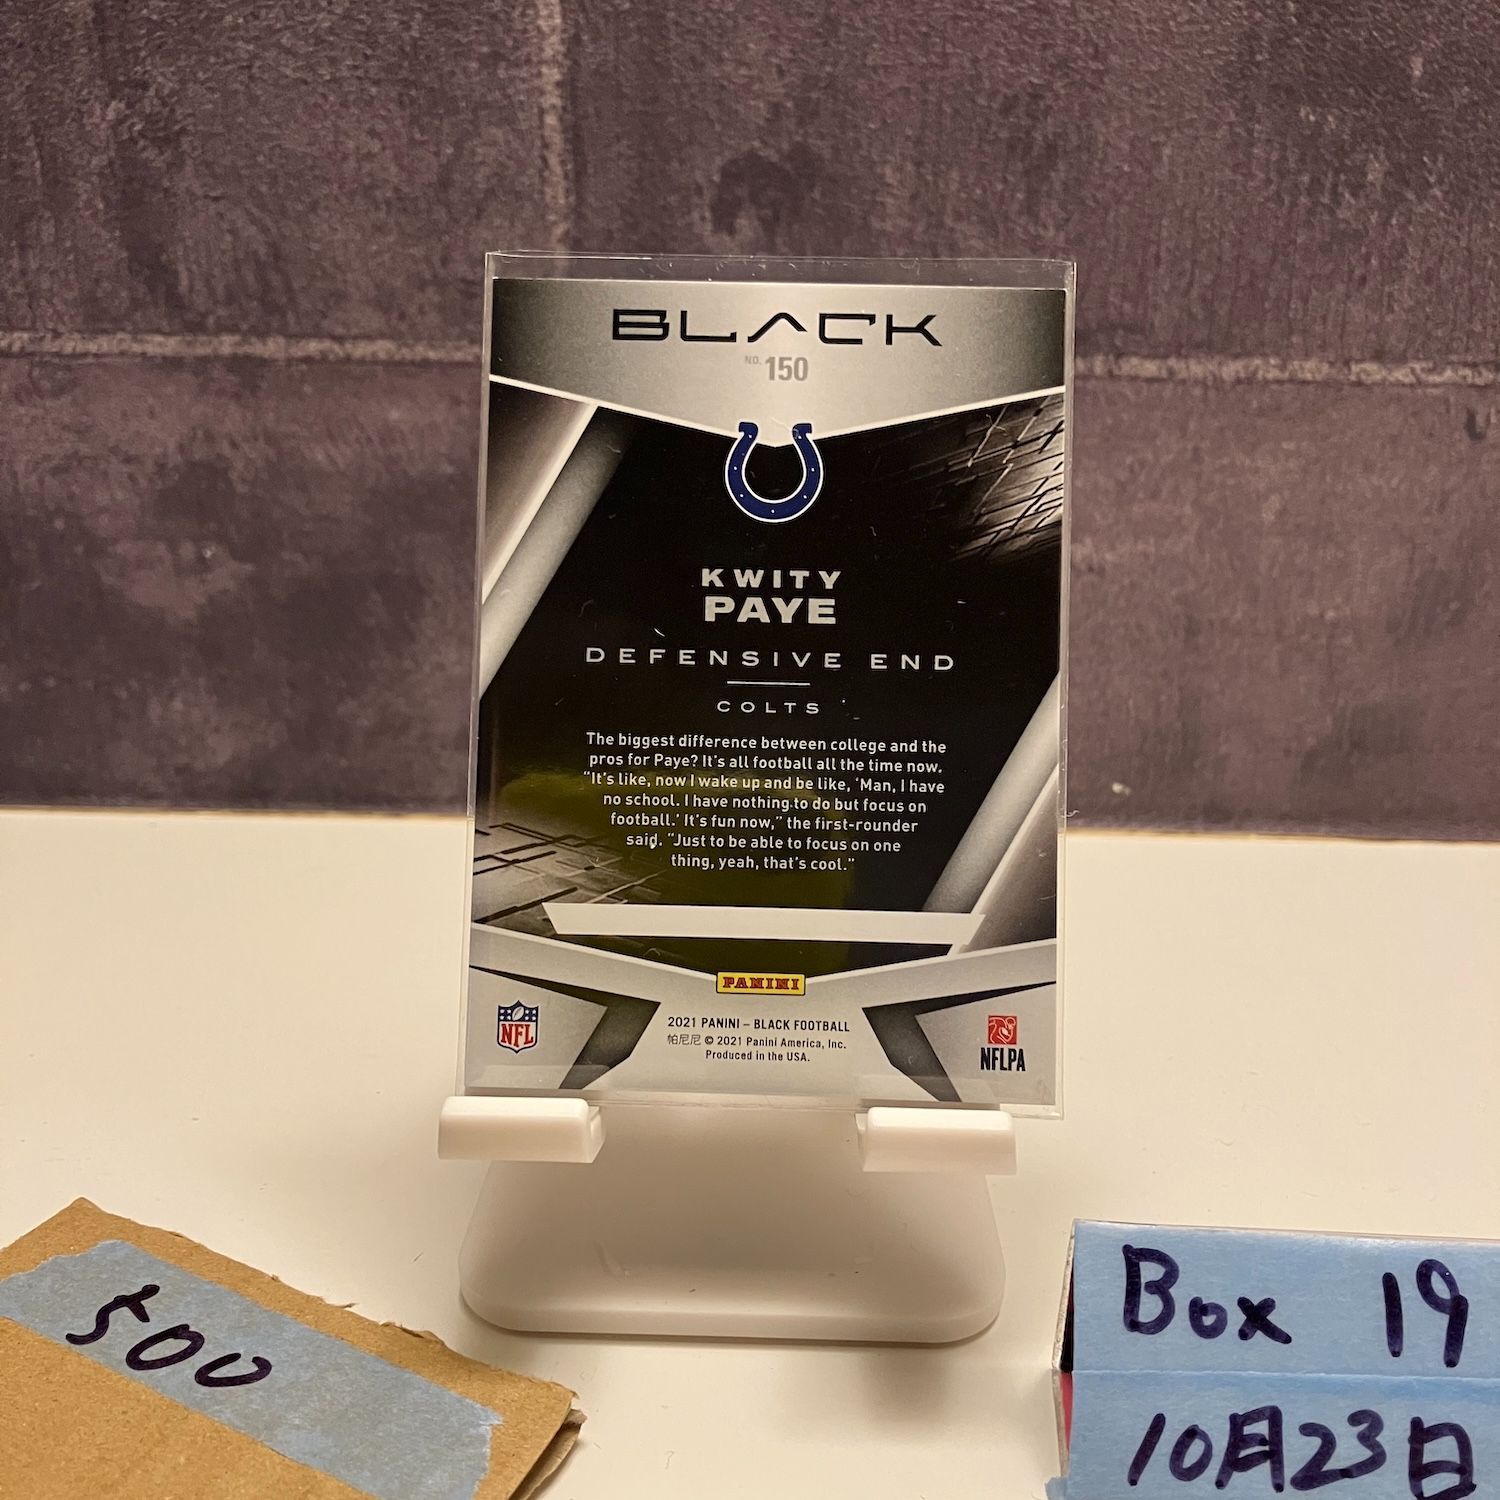 BLACK
NO. 150
KWITY
PAYE
DEFENSIVE END
COLTS
The biggest difference between college and the
pros for Paye? It's all football all the time now.
"It's like, now I wake up and be like, 'Man, I have
no school. I have nothing to do but focus on
football.' It's fun now," the first-rounder
said. "Just to be able to focus on one
thing, yeah, that's cool."
PANINI
NFL
2021 PANINI – BLACK FOOTBALL
帕尼尼 © 2021 Panini America, Inc.
Produced in the USA.
NFLPA
500
Box 19
10月23日